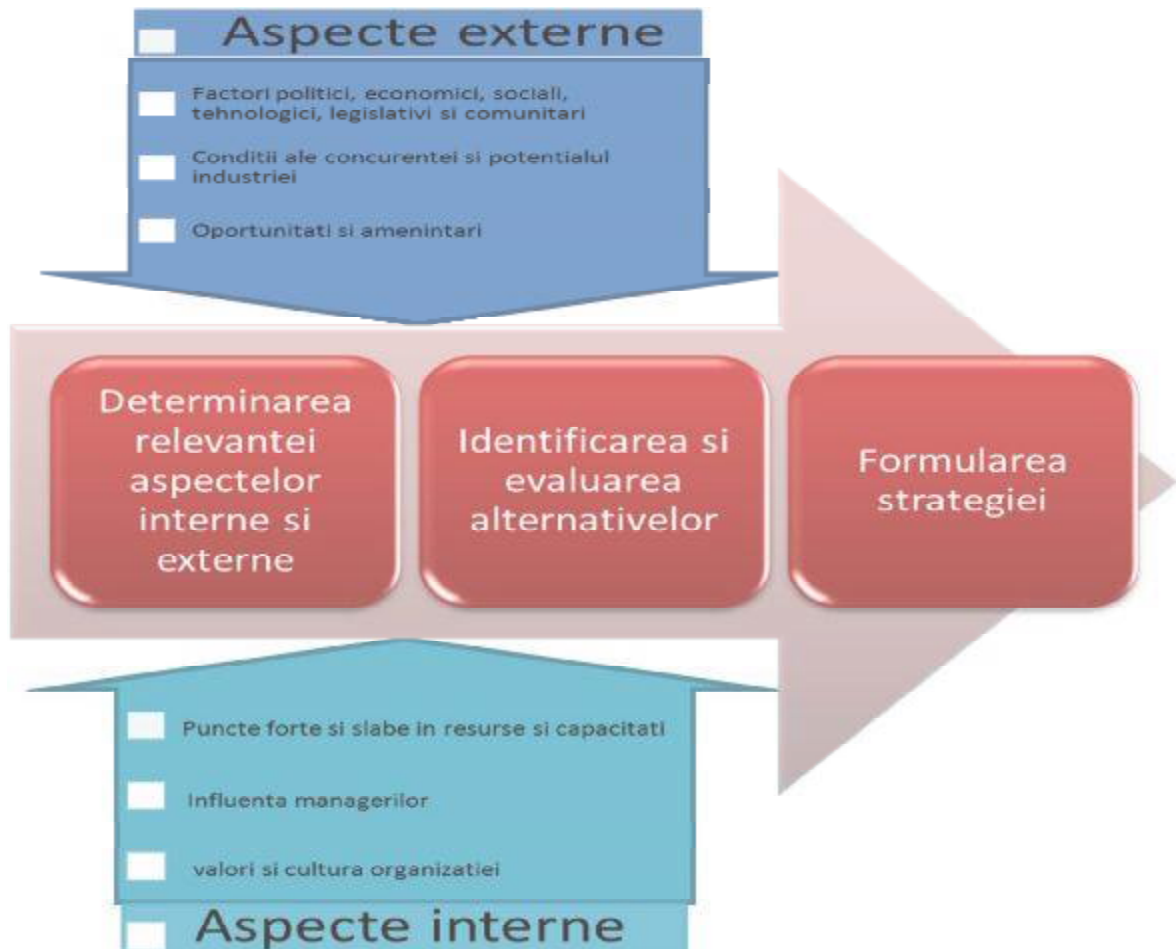 Aspecte externe
Factori politici, economici, sociali,
tehnologici, legislativi si comunitari
Conditii ale concurentei si potentialul
industriei
Oportunitati si amenintari
Determinarea
relevantei
aspectelor
interne si
externe
Identificarea si
evaluarea
alternativelor
Formularea
strategiei
Puncte forte si slabe in resurse si capacitati
Influenta managerilor
valori si cultura organizatiei
Aspecte interne